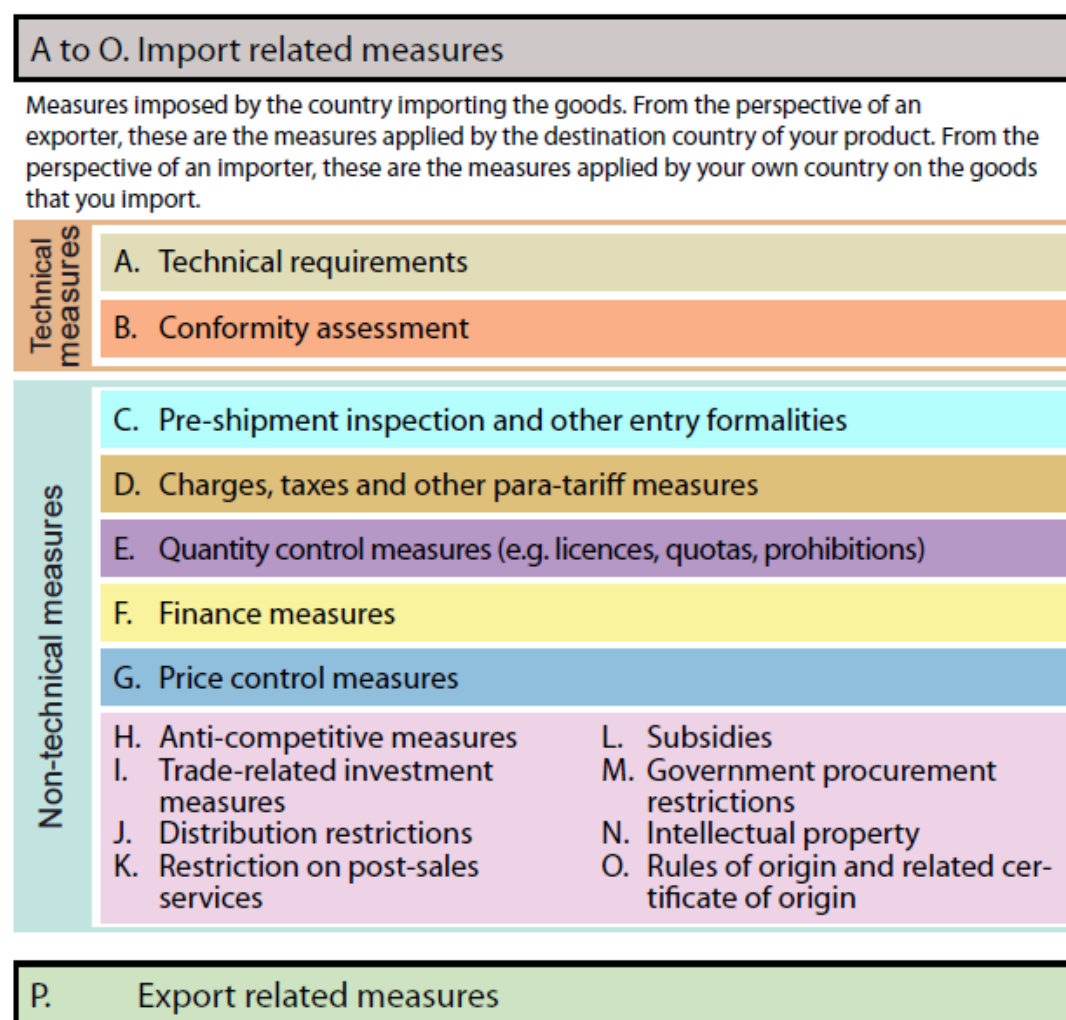 A to O. Import related measures
Measures imposed by the country importing the goods. From the perspective of an
exporter, these are the measures applied by the destination country of your product. From the
perspective of an importer, these are the measures applied by your own country on the goods
that you import.
Technical
measures
A. Technical requirements
B. Conformity assessment
Non-technical measures
C. Pre-shipment inspection and other entry formalities
D. Charges, taxes and other para-tariff measures
E. Quantity control measures (e.g. licences, quotas, prohibitions)
F. Finance measures
G. Price control measures
H. Anti-competitive measures
I. Trade-related investment
measures
J. Distribution restrictions
K. Restriction on post-sales
services
L. Subsidies
M. Government procurement
restrictions
N. Intellectual property
O. Rules of origin and related cer-
tificate of origin
P. Export related measures